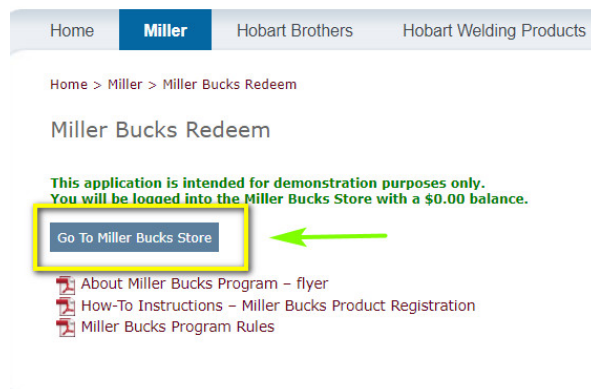 Home Miller Hobart Brothers Hobart Welding Products
Home > Miller > Miller Bucks Redeem
Miller Bucks Redeem
This application is intended for demonstration purposes only.
You will be logged into the Miller Bucks Store with a $0.00 balance.
Go To Miller Bucks Store
About Miller Bucks Program – flyer
How-To Instructions – Miller Bucks Product Registration
Miller Bucks Program Rules